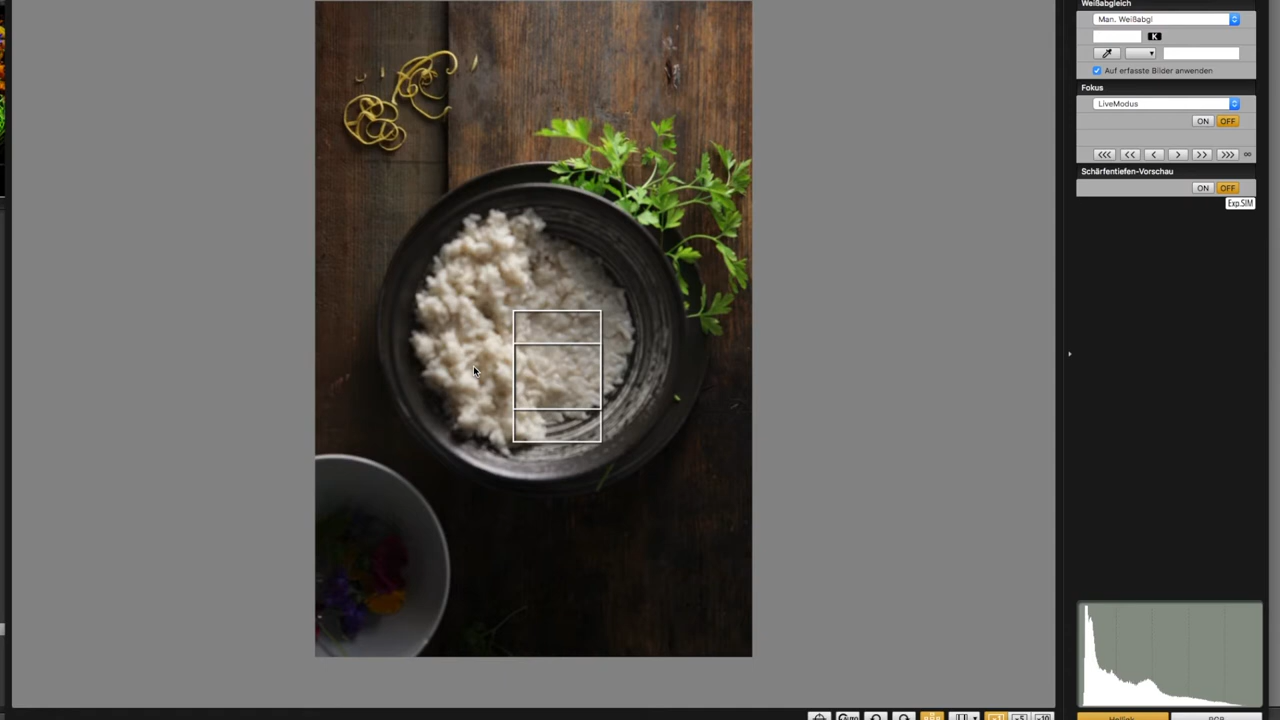 Weißabgleich
Man. Weißabgl
K
Auf erfasste Bilder anwenden
Fokus
LiveModus
ON OFF
Schärfentiefen-Vorschau
ON OFF
Exp.SIM